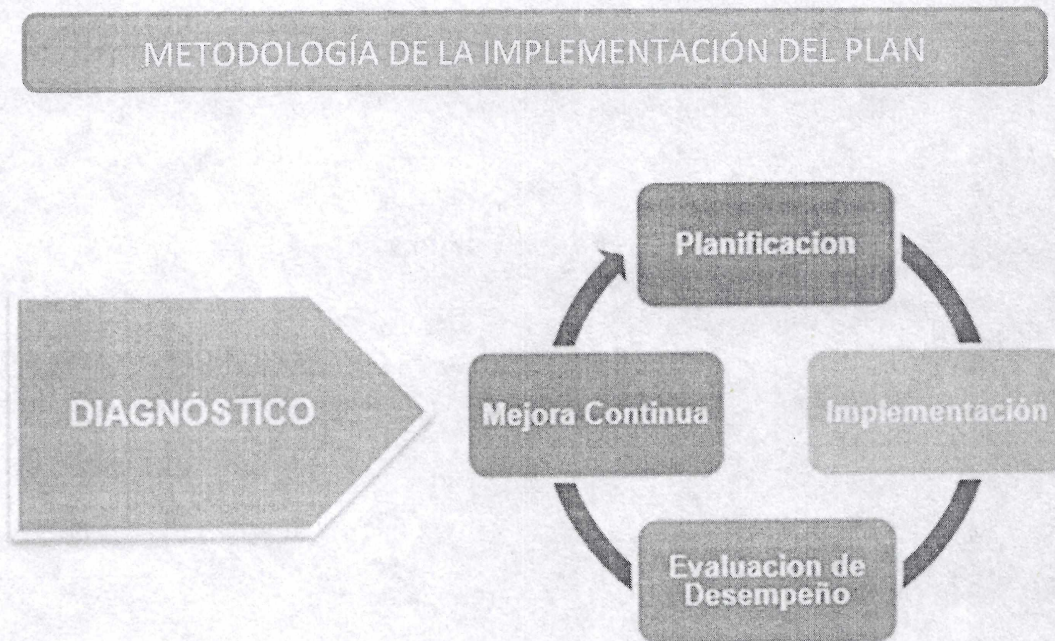 METODOLOGÍA DE LA IMPLEMENTACIÓN DEL PLAN
Planificacion
DIAGNÓSTICO
Mejora Continua
Implementación
Evaluacion de
Desempeño